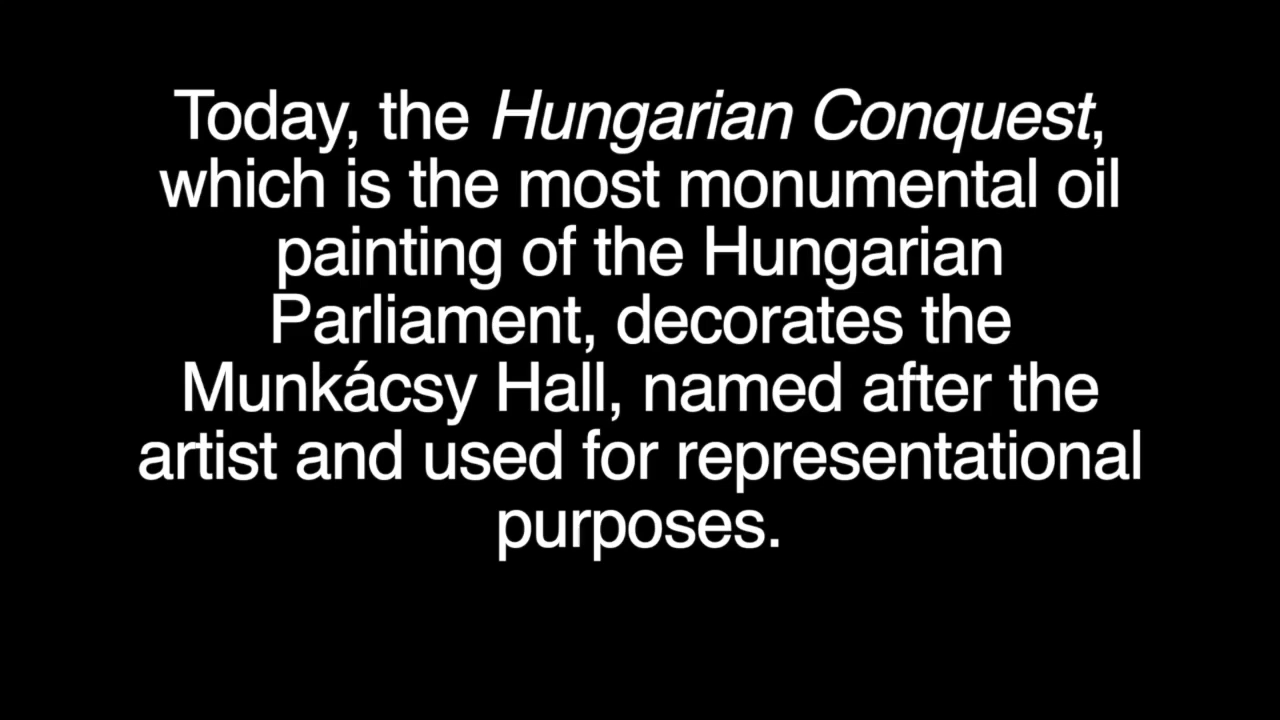 Today, the Hungarian Conquest,
which is the most monumental oil
painting of the Hungarian
Parliament, decorates the
Munkácsy Hall, named after the
artist and used for representational
purposes.